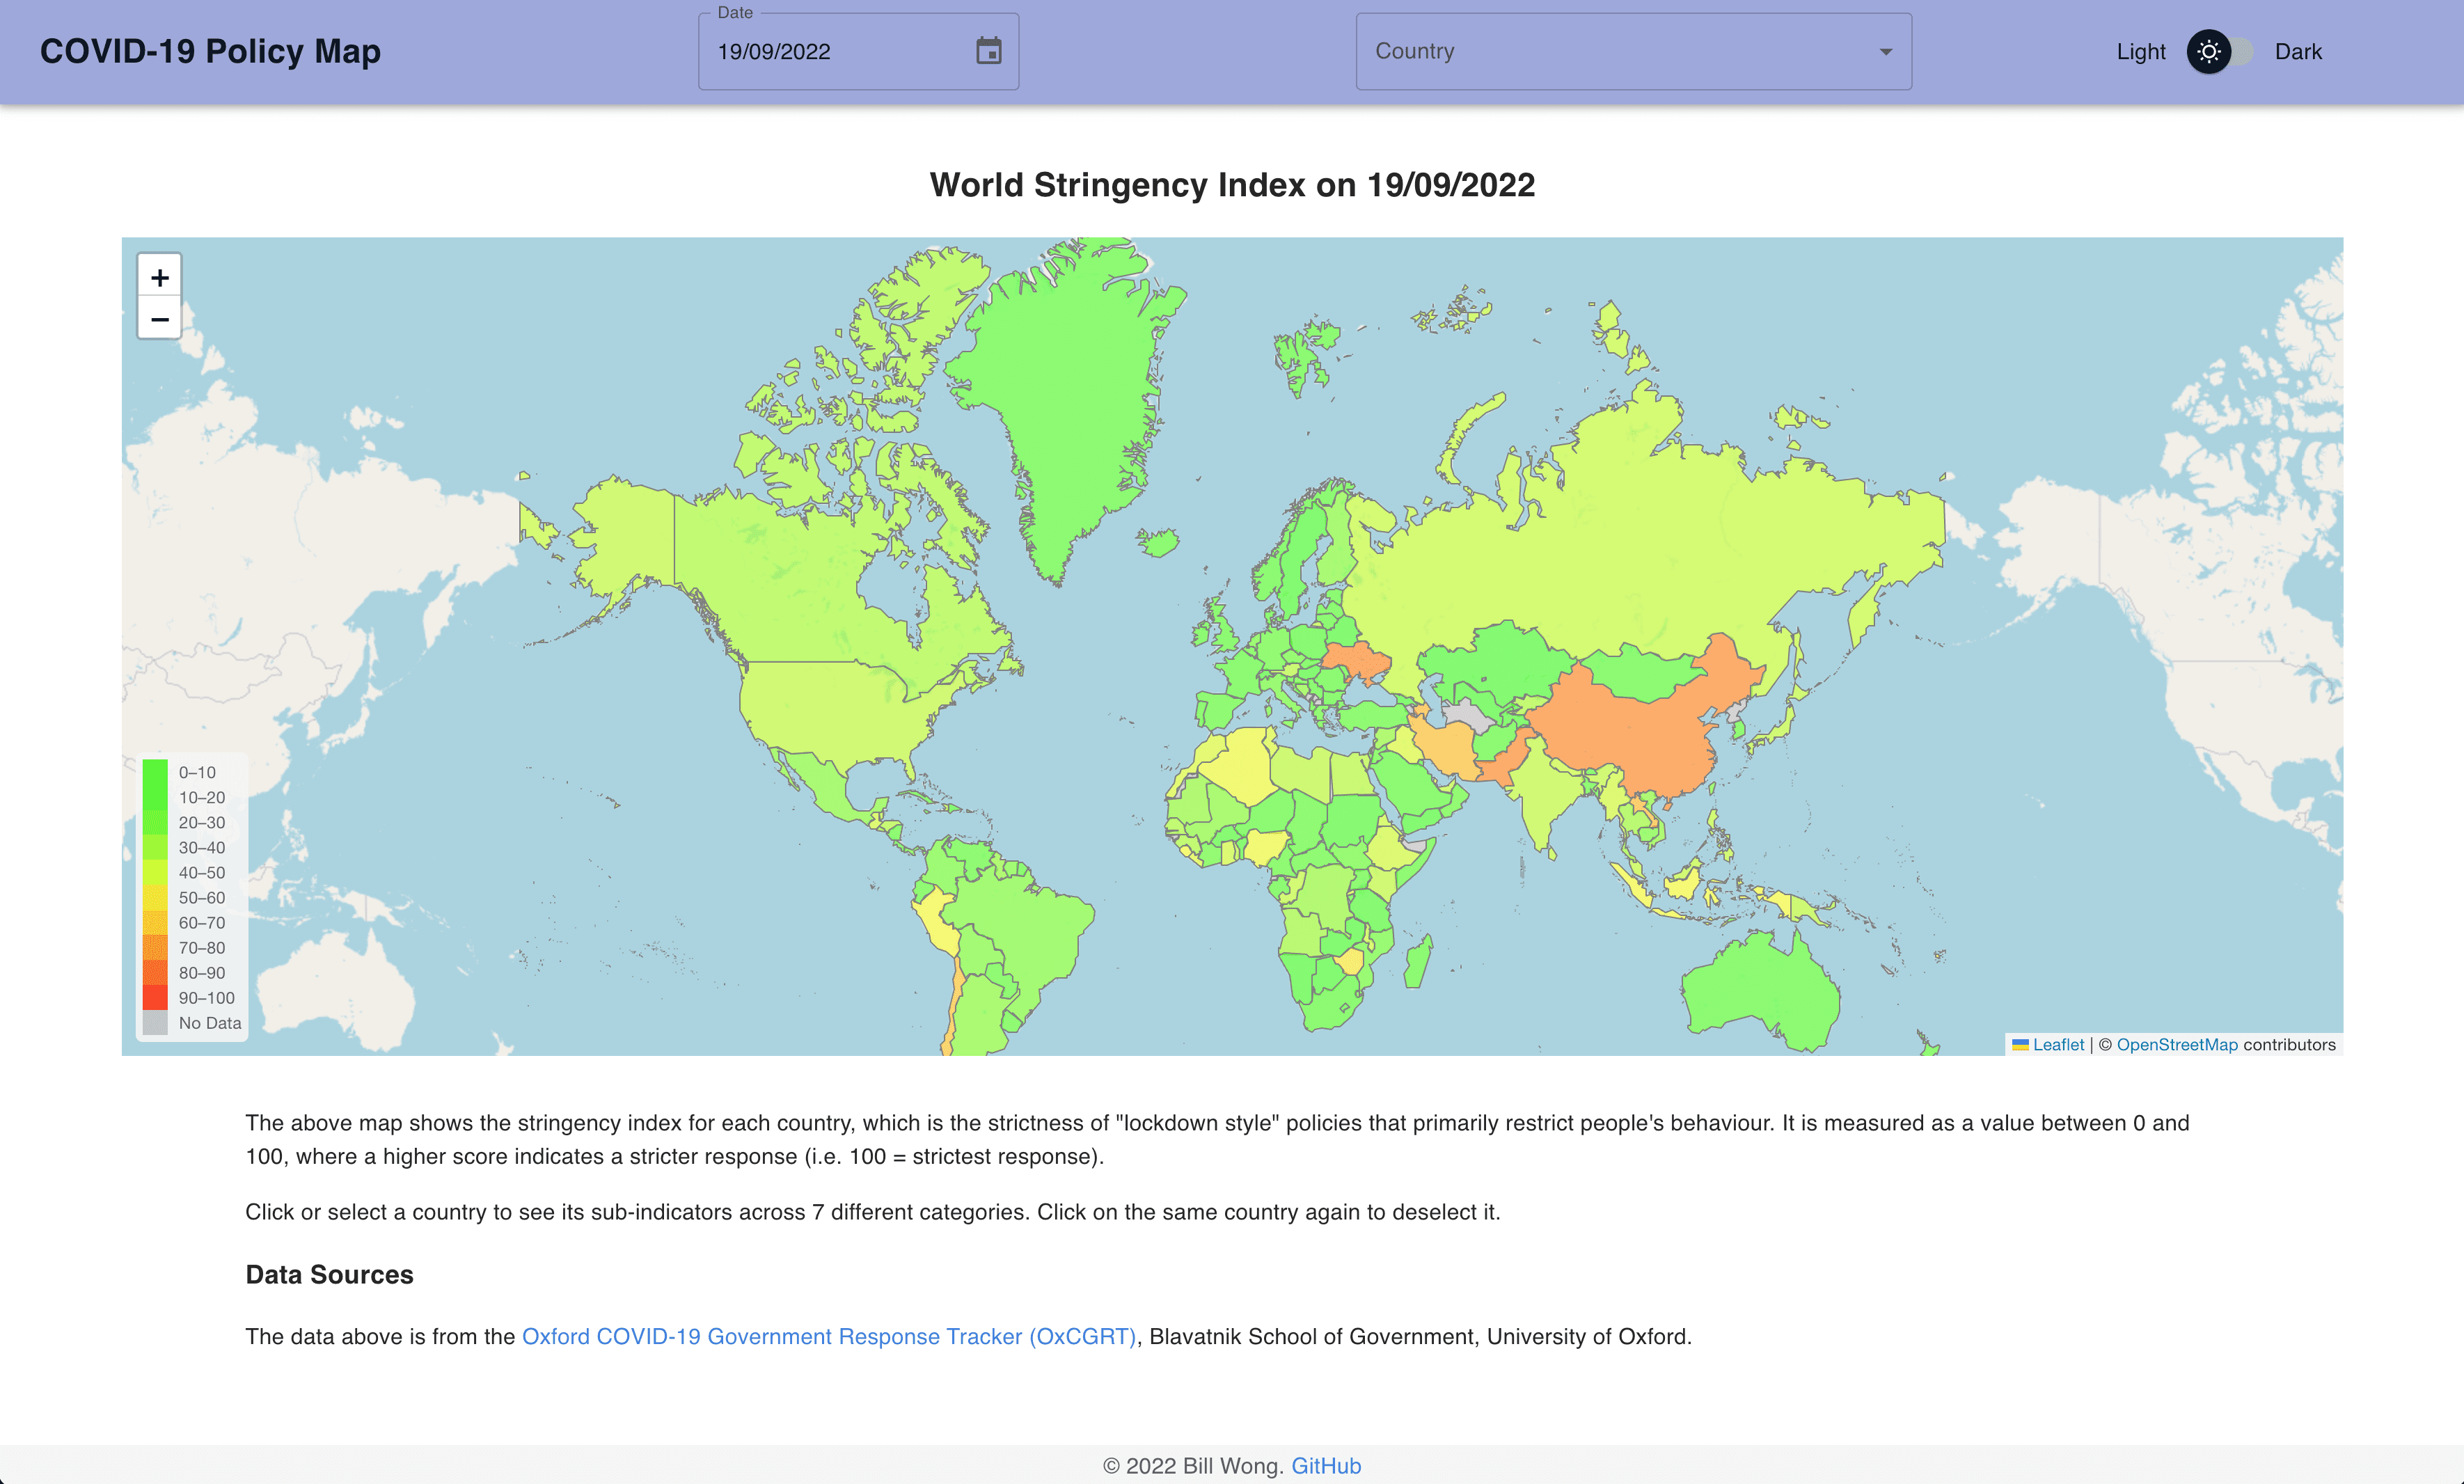 COVID-19 Policy Map
Date
19/09/2022
Country
Light
Dark
World Stringency Index on 19/09/2022
+
−
0–10
10–20
20–30
30–40
40–50
50–60
60–70
70–80
80–90
90–100
No Data
Leaflet | © OpenStreetMap contributors
The above map shows the stringency index for each country, which is the strictness of "lockdown style" policies that primarily restrict people's behaviour. It is measured as a value between 0 and
100, where a higher score indicates a stricter response (i.e. 100 = strictest response).
Click or select a country to see its sub-indicators across 7 different categories. Click on the same country again to deselect it.
Data Sources
The data above is from the Oxford COVID-19 Government Response Tracker (OxCGRT), Blavatnik School of Government, University of Oxford.
© 2022 Bill Wong. GitHub